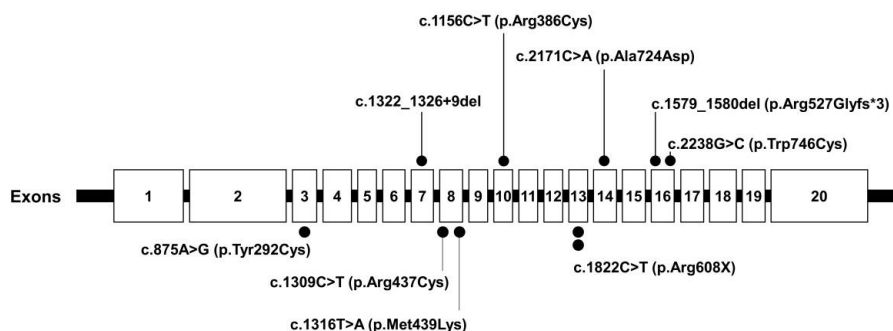 c.1156C>T (p.Arg386Cys)
c.2171C>A (p.Ala724Asp)
c.1322_1326+9del
c.1579_1580del (p.Arg527Glyfs*3)
c.2238G>C (p.Trp746Cys)
Exons 1 2 3 4 5 6 7 8 9 10 11 12 13 14 15 16 17 18 19 20
c.875A>G (p.Tyr292Cys)
c.1309C>T (p.Arg437Cys)
c.1822C>T (p.Arg608X)
c.1316T>A (p.Met439Lys)